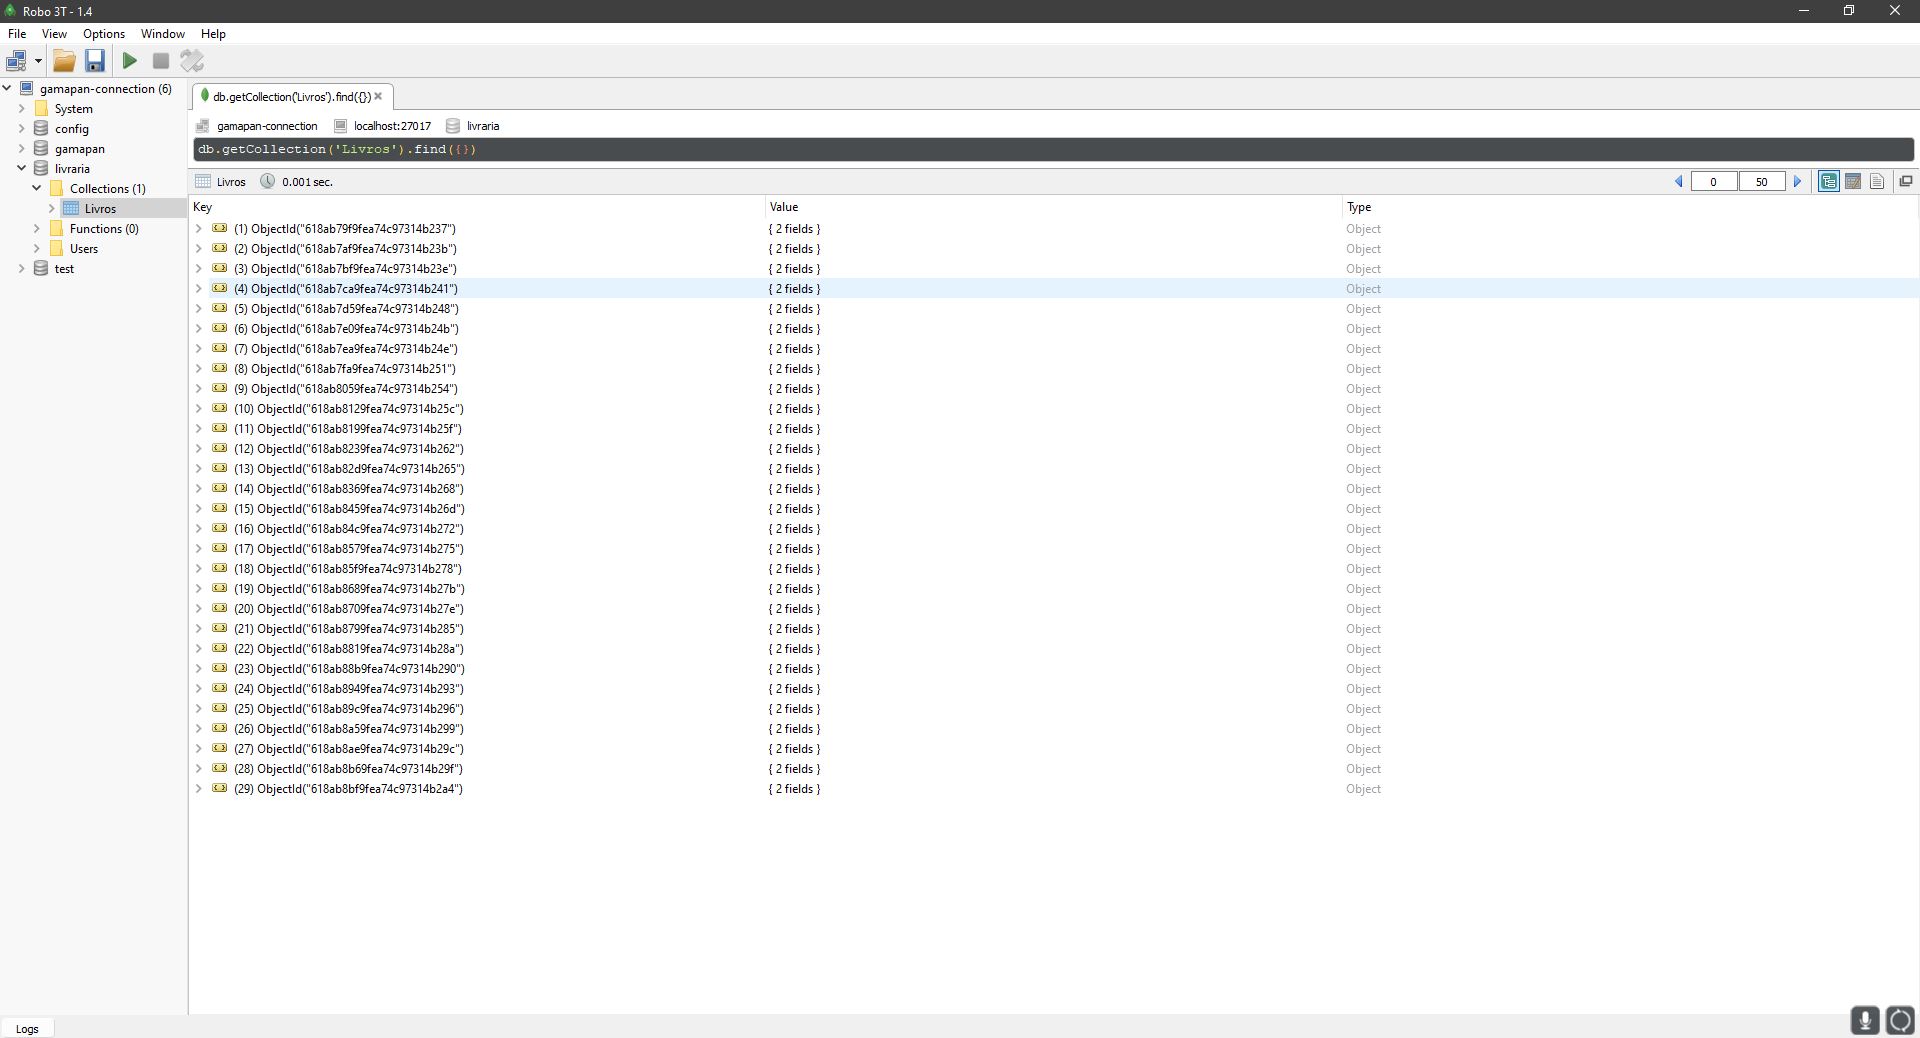 Robo 3T - 1.4
File View Options Window Help
gamapan-connection (6)
System
config
gamapan
livraria
Collections (1)
Livros
Functions (0)
Users
test
db.getCollection('Livros').find({})
gamapan-connection localhost:27017 livraria
db.getCollection('Livros').find({})
Livros 0.001 sec. 0 50
Key Value Type
(1) ObjectId("618ab79f9fea74c97314b237") { 2 fields } Object
(2) ObjectId("618ab7af9fea74c97314b23b") { 2 fields } Object
(3) ObjectId("618ab7bf9fea74c97314b23e") { 2 fields } Object
(4) ObjectId("618ab7ca9fea74c97314b241") { 2 fields } Object
(5) ObjectId("618ab7d59fea74c97314b248") { 2 fields } Object
(6) ObjectId("618ab7e09fea74c97314b24b") { 2 fields } Object
(7) ObjectId("618ab7ea9fea74c97314b24e") { 2 fields } Object
(8) ObjectId("618ab7fa9fea74c97314b251") { 2 fields } Object
(9) ObjectId("618ab8059fea74c97314b254") { 2 fields } Object
(10) ObjectId("618ab8129fea74c97314b25c") { 2 fields } Object
(11) ObjectId("618ab8199fea74c97314b25f") { 2 fields } Object
(12) ObjectId("618ab8239fea74c97314b262") { 2 fields } Object
(13) ObjectId("618ab82d9fea74c97314b265") { 2 fields } Object
(14) ObjectId("618ab8369fea74c97314b268") { 2 fields } Object
(15) ObjectId("618ab8459fea74c97314b26d") { 2 fields } Object
(16) ObjectId("618ab84c9fea74c97314b272") { 2 fields } Object
(17) ObjectId("618ab8579fea74c97314b275") { 2 fields } Object
(18) ObjectId("618ab85f9fea74c97314b278") { 2 fields } Object
(19) ObjectId("618ab8689fea74c97314b27b") { 2 fields } Object
(20) ObjectId("618ab8709fea74c97314b27e") { 2 fields } Object
(21) ObjectId("618ab8799fea74c97314b285") { 2 fields } Object
(22) ObjectId("618ab8819fea74c97314b28a") { 2 fields } Object
(23) ObjectId("618ab88b9fea74c97314b290") { 2 fields } Object
(24) ObjectId("618ab8949fea74c97314b293") { 2 fields } Object
(25) ObjectId("618ab89c9fea74c97314b296") { 2 fields } Object
(26) ObjectId("618ab8a59fea74c97314b299") { 2 fields } Object
(27) ObjectId("618ab8ae9fea74c97314b29c") { 2 fields } Object
(28) ObjectId("618ab8b69fea74c97314b29f") { 2 fields } Object
(29) ObjectId("618ab8bf9fea74c97314b2a4") { 2 fields } Object
Logs